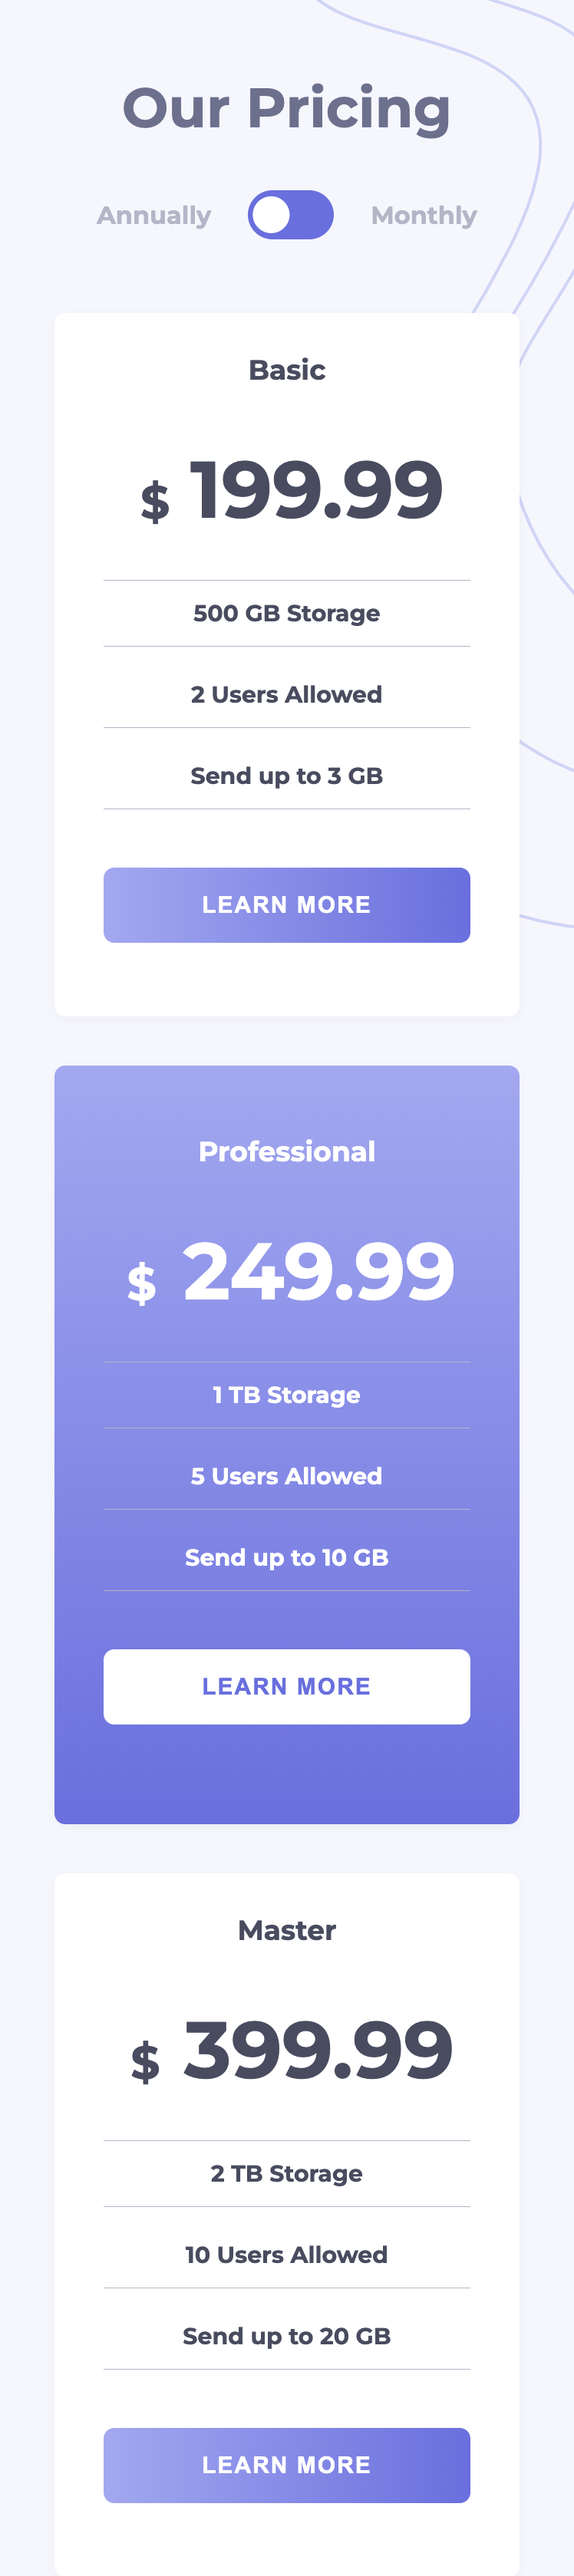 Our Pricing
Annually Monthly
Basic
$ 199.99
500 GB Storage
2 Users Allowed
Send up to 3 GB
LEARN MORE
Professional
$ 249.99
1 TB Storage
5 Users Allowed
Send up to 10 GB
LEARN MORE
Master
$ 399.99
2 TB Storage
10 Users Allowed
Send up to 20 GB
LEARN MORE